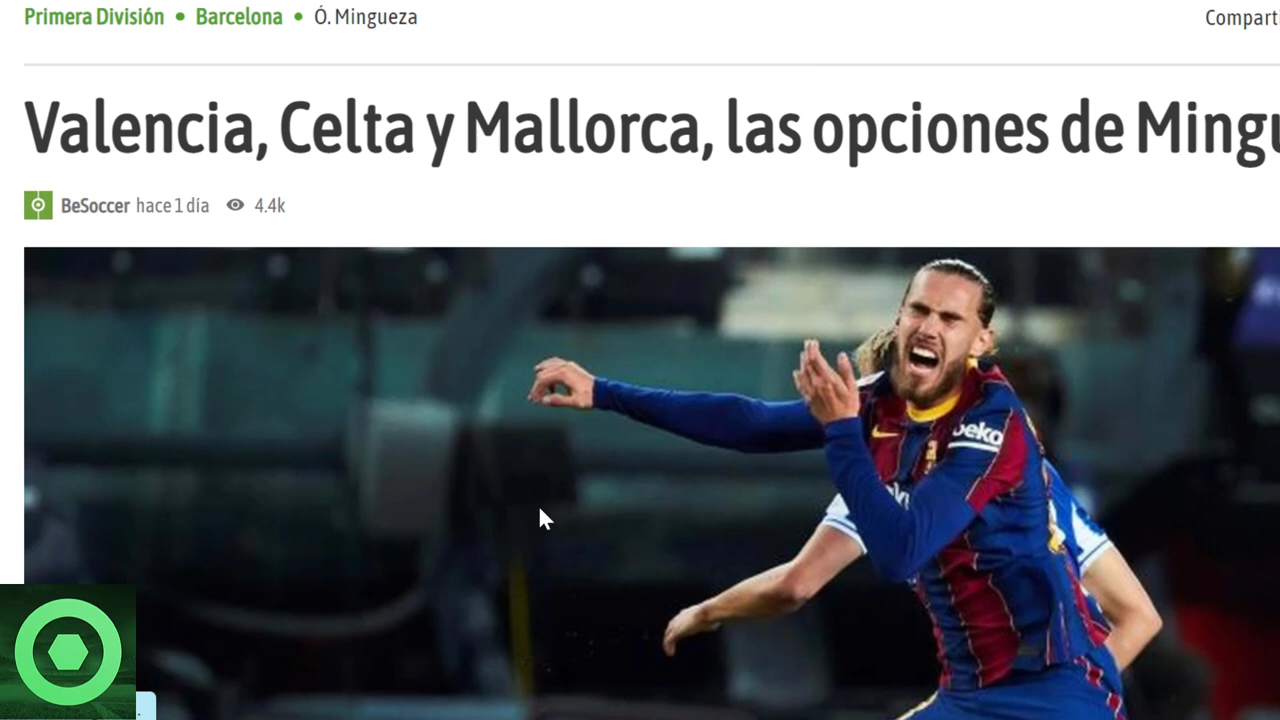 Primera División • Barcelona • Ó. Mingueza
Compart
Valencia, Celta y Mallorca, las opciones de Ming
BeSoccer hace 1 día 4.4k
beko